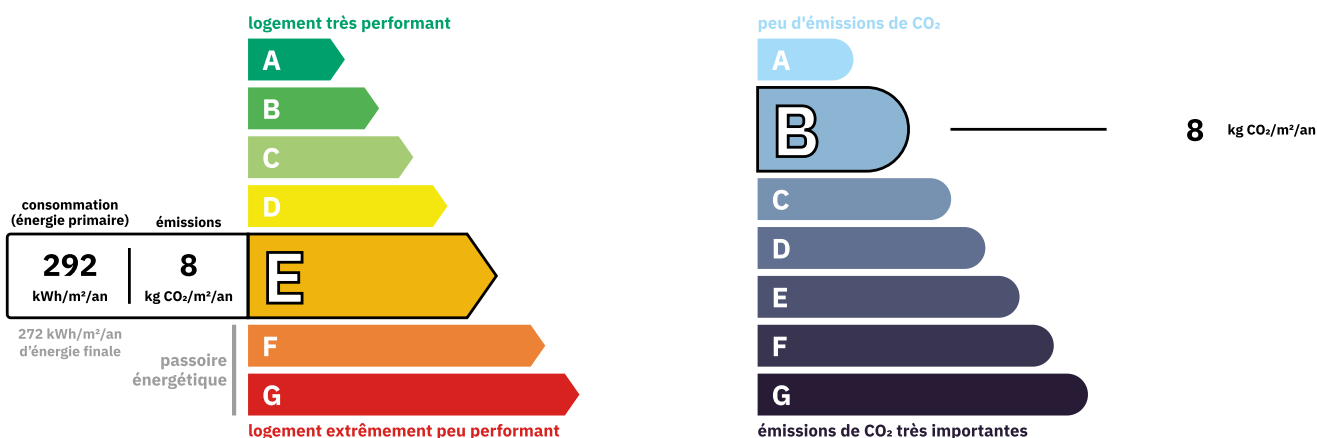 logement très performant
A
B
C
D
consommation
(énergie primaire)
émissions
292
kWh/m²/an
8
kg CO₂/m²/an
E
272 kWh/m²/an
d'énergie finale
passoire
énergétique
F
G
logement extrêmement peu performant
peu d'émissions de CO₂
A
B
8 kg CO₂/m²/an
C
D
E
F
G
émissions de CO₂ très importantes